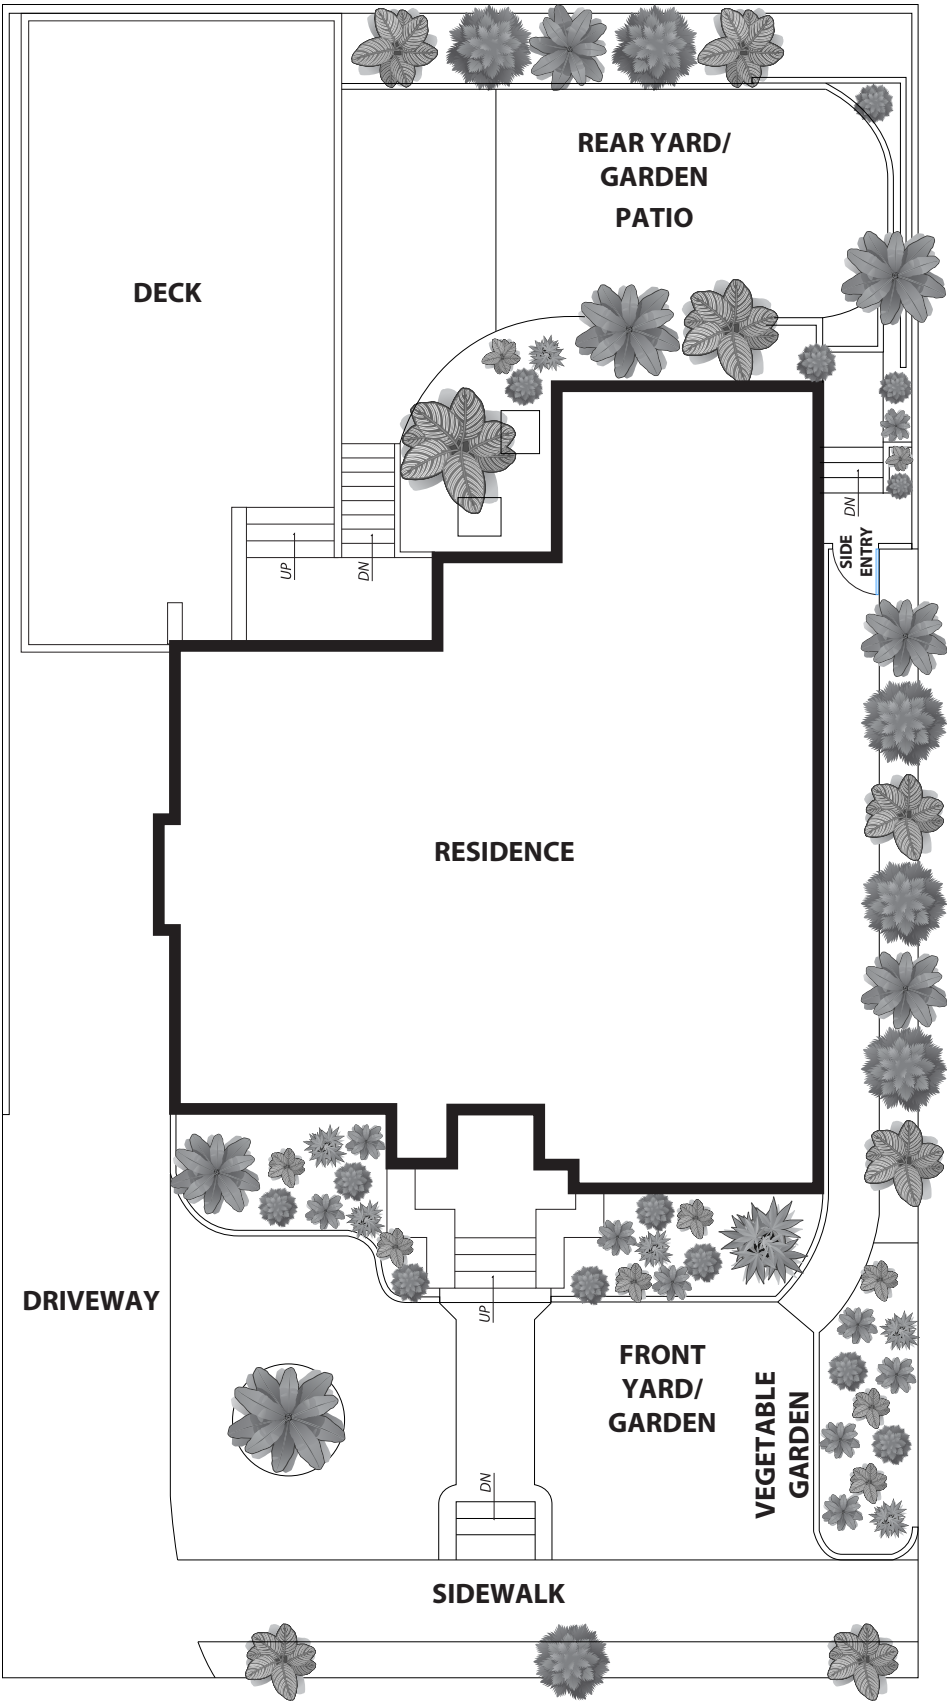 REAR YARD/
GARDEN
PATIO
DECK
DN
SIDE
ENTRY
UP
DN
RESIDENCE
DRIVEWAY
UP
FRONT
YARD/
GARDEN
VEGETABLE
GARDEN
DN
SIDEWALK